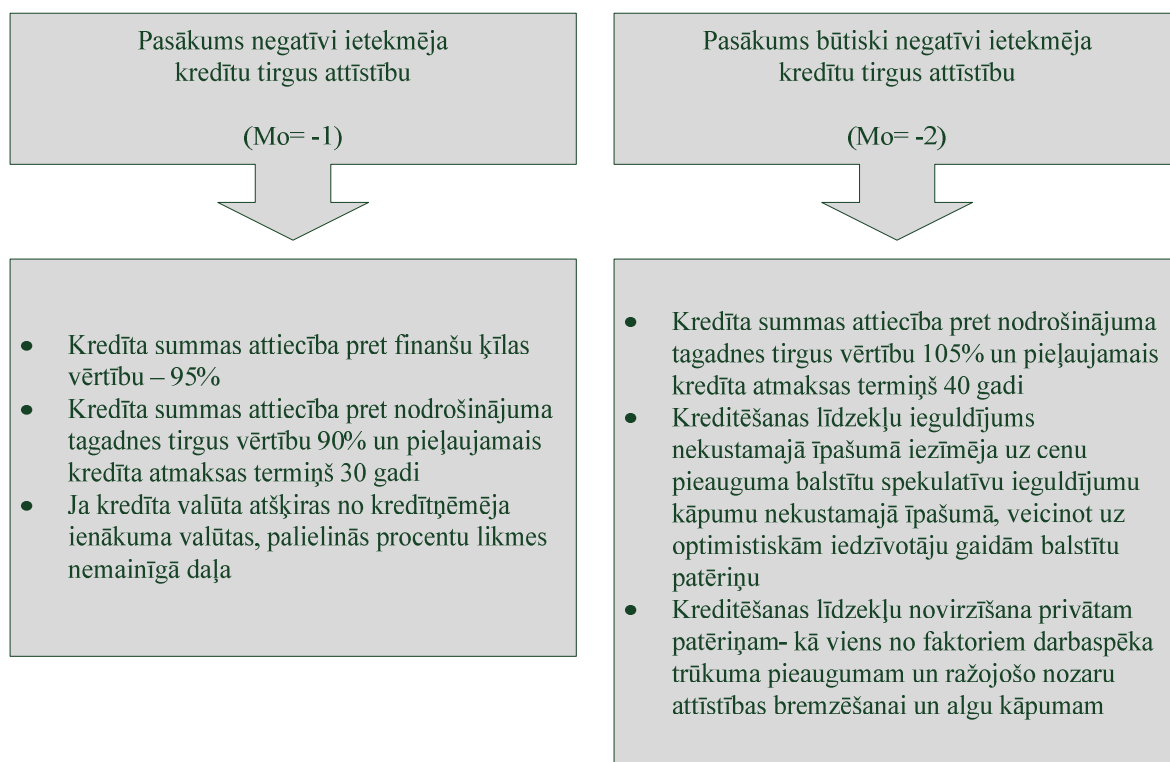 Pasākums negatīvi ietekmēja
kredītu tirgus attīstību
(Mo= -1)
Pasākums būtiski negatīvi ietekmēja
kredītu tirgus attīstību
(Mo= -2)
• Kredīta summas attiecība pret finanšu ķīlas
vērtību – 95%
• Kredīta summas attiecība pret nodrošinājuma
tagadnes tirgus vērtību 90% un pieļaujamais
kredīta atmaksas termiņš 30 gadi
• Ja kredīta valūta atšķiras no kredītņēmēja
ienākuma valūtas, palielinās procentu likmes
nemainīgā daļa
• Kredīta summas attiecība pret nodrošinājuma
tagadnes tirgus vērtību 105% un pieļaujamais
kredīta atmaksas termiņš 40 gadi
• Kreditēšanas līdzekļu ieguldījums
nekustamajā īpašumā iezīmēja uz cenu
pieauguma balstītu spekulatīvu ieguldījumu
kāpumu nekustamajā īpašumā, veicinot uz
optimistiskām iedzīvotāju gaidām balstītu
patēriņu
• Kreditēšanas līdzekļu novirzīšana privātam
patēriņam- kā viens no faktoriem darbaspēka
trūkuma pieaugumam un ražojošo nozaru
attīstības bremzēšanai un algu kāpumam